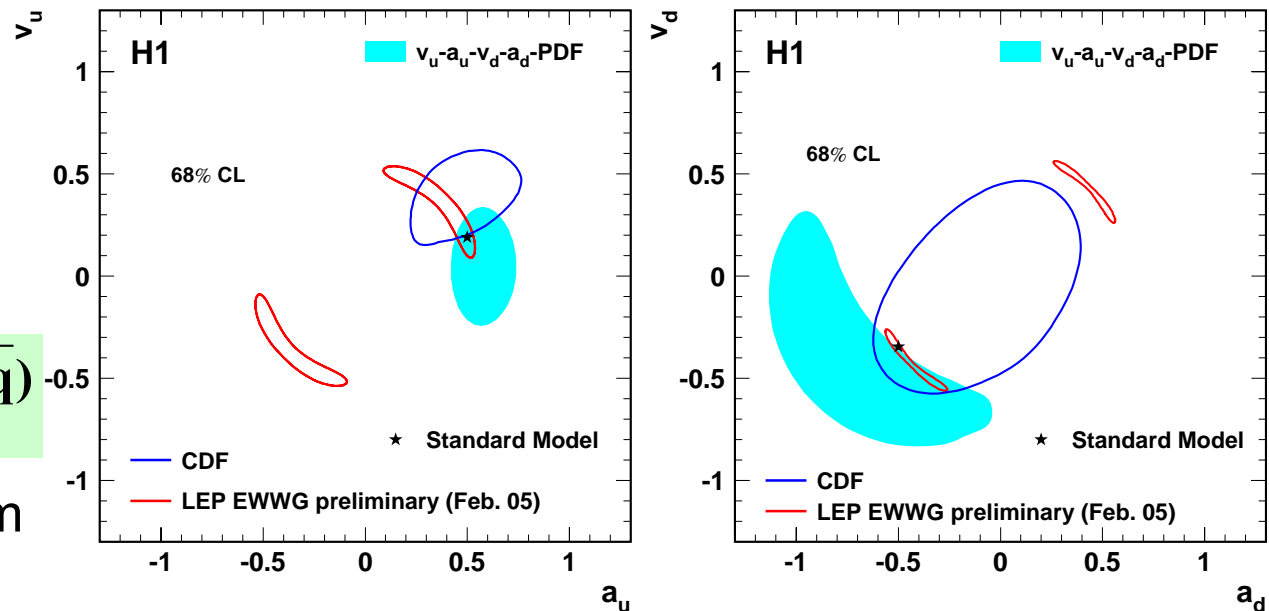 H1
v_u-a_u-v_d-a_d-PDF
68% CL
Standard Model
CDF
LEP EWWG preliminary (Feb. 05)
v_u
1
0.5
0
-0.5
-1
-1
-0.5
0
0.5
1
a_u
H1
v_u-a_u-v_d-a_d-PDF
68% CL
Standard Model
CDF
LEP EWWG preliminary (Feb. 05)
v_d
1
0.5
0
-0.5
-1
-1
-0.5
0
0.5
1
a_d
q̅)